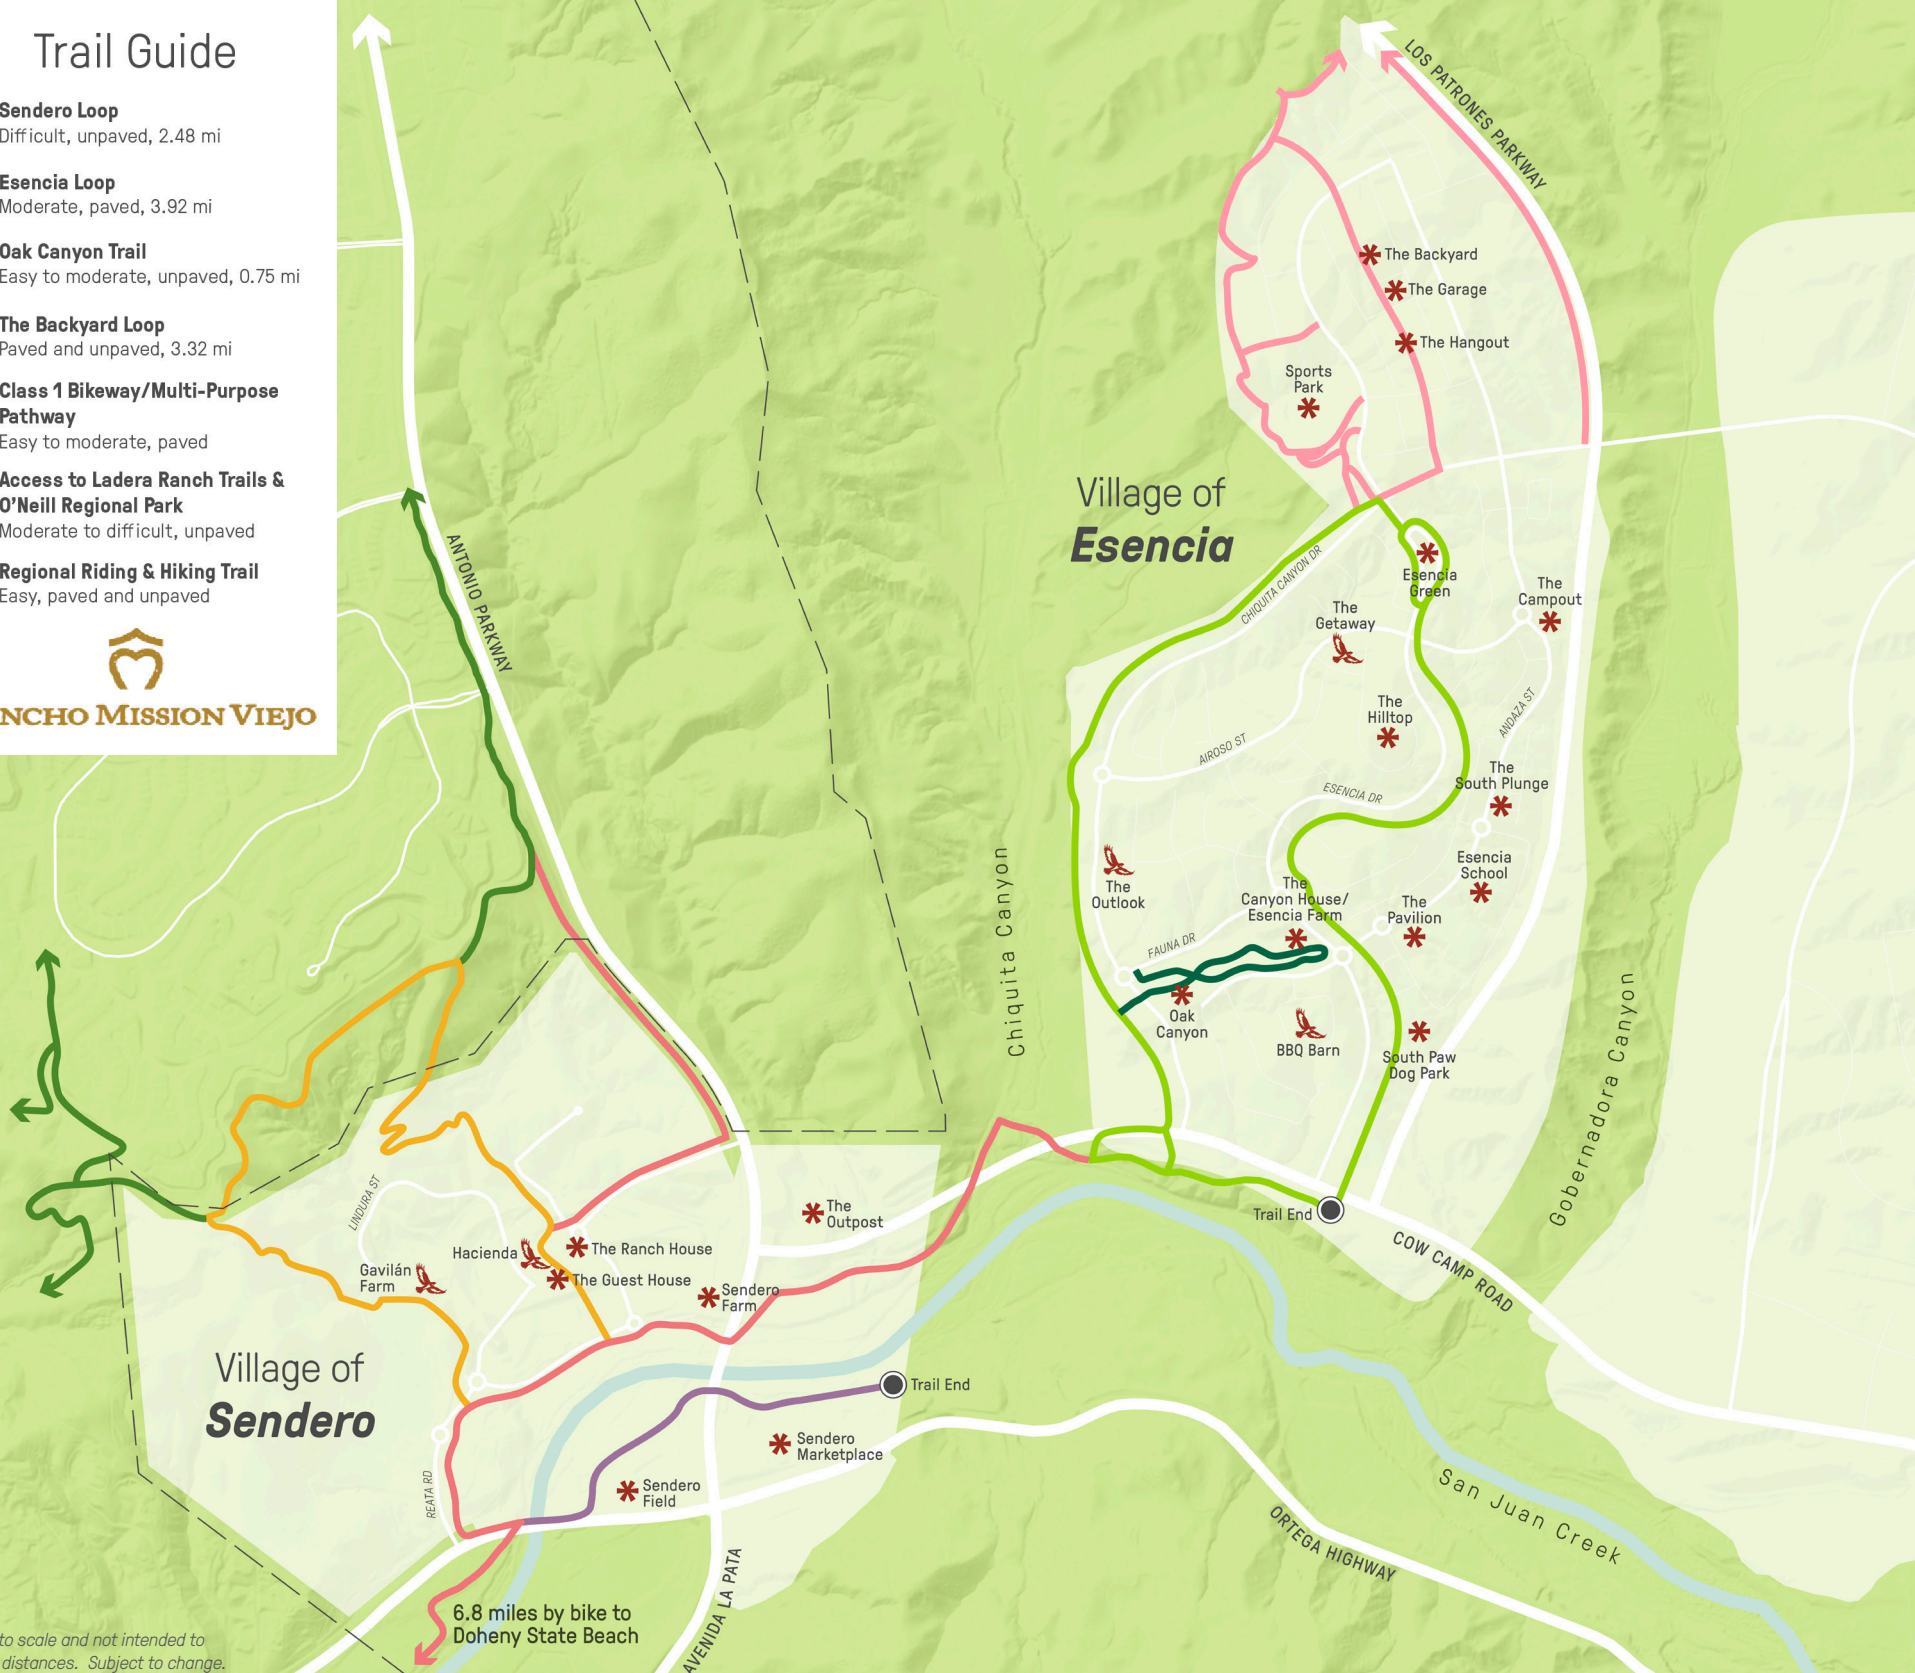 Trail Guide
Sendero Loop
Difficult, unpaved, 2.48 mi
Esencia Loop
Moderate, paved, 3.92 mi
Oak Canyon Trail
Easy to moderate, unpaved, 0.75 mi
The Backyard Loop
Paved and unpaved, 3.32 mi
Class 1 Bikeway/Multi-Purpose
Pathway
Easy to moderate, paved
Access to Ladera Ranch Trails &
O'Neill Regional Park
Moderate to difficult, unpaved
Regional Riding & Hiking Trail
Easy, paved and unpaved
NCHO MISSION VIEJO
LOS PATRONES PARKWAY
The Backyard
The Garage
The Hangout
Sports
Park
Village of
Esencia
CHIQUITA CANYON DR
Esencia
Green
The
Campout
The
Getaway
ANTONIO PARKWAY
The
Hilltop
ANDAZA ST
AIROSO ST
The
South Plunge
ESENCIA DR
Esencia
School
The
Outlook
The
Canyon House/
Esencia Farm
The
Pavilion
FAUNA DR
Chiquita Canyon
Oak
Canyon
BBQ Barn
South Paw
Dog Park
Gobernadora Canyon
LINDURA ST
The
Outpost
Trail End
COW CAMP ROAD
Hacienda
The Ranch House
Gavilán
Farm
The Guest House
Sendero
Farm
Village of
Sendero
Trail End
Sendero
Marketplace
REATA RD
Sendero
Field
San Juan Creek
ORTEGA HIGHWAY
AVENIDA LA PATA
6.8 miles by bike to
Doheny State Beach
to scale and not intended to
distances. Subject to change.